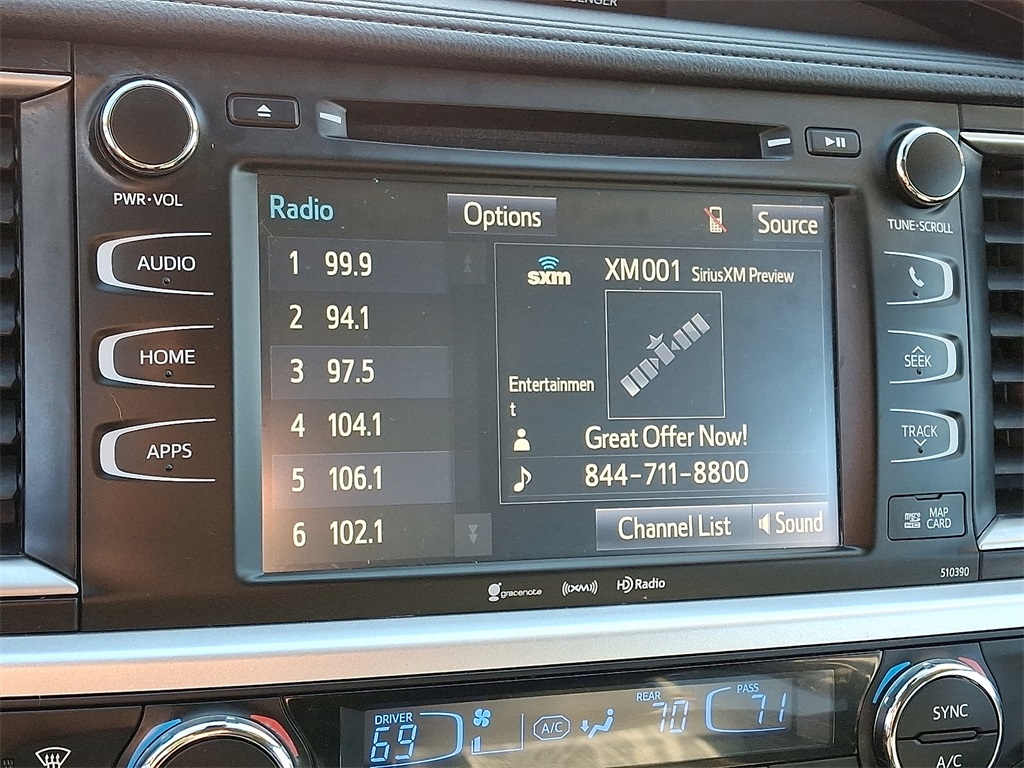 PWR•VOL
AUDIO
HOME
APPS
Radio
Options
Source
1 99.9
2 94.1
3 97.5
4 104.1
5 106.1
6 102.1
sxm
XM001 SiriusXM Preview
Entertainmen
t
Great Offer Now!
844-711-8800
Channel List
Sound
TUNE•SCROLL
SEEK
TRACK
MAP
CARD
510390
gracenote
((XM))
HD Radio
DRIVER
69
A/C
REAR
70
PASS
71
SYNC
A/C